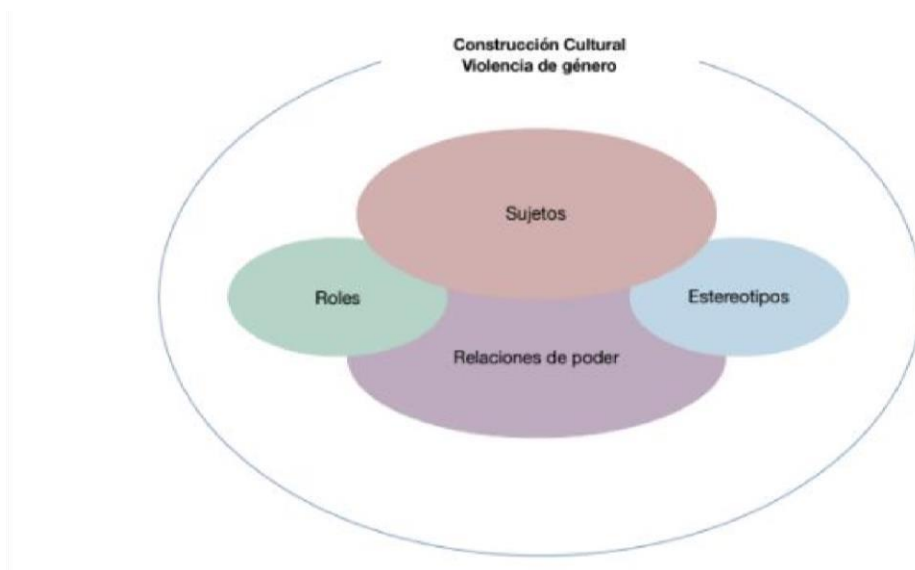 Construcción Cultural
Violencia de género
Sujetos
Roles
Estereotipos
Relaciones de poder